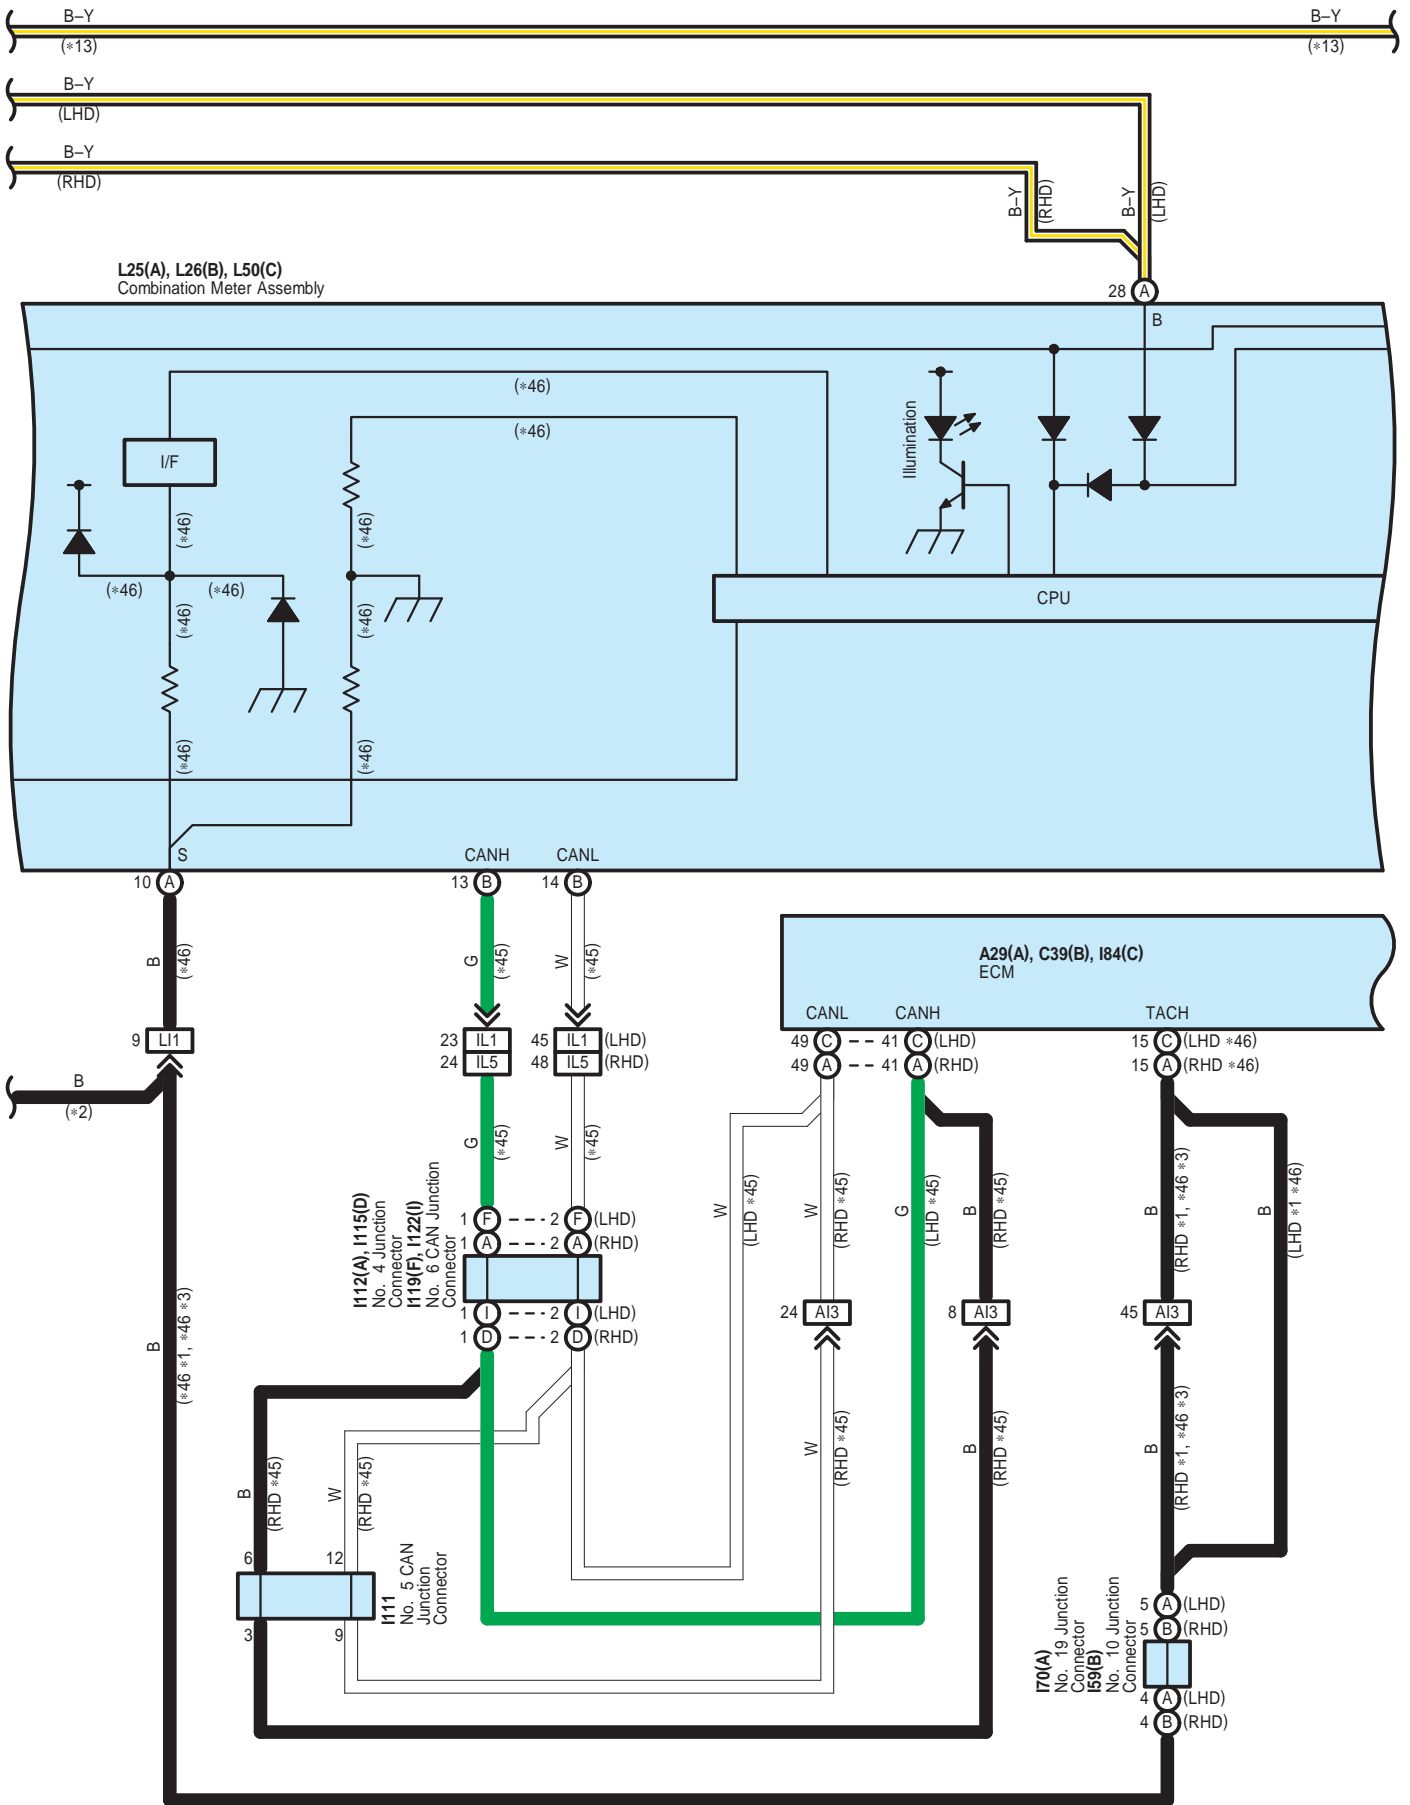 B–Y
(*13)
B–Y
(*13)
B–Y
(LHD)
B–Y
(RHD)
B–Y
(RHD)
B–Y
(LHD)
L25(A), L26(B), L50(C)
Combination Meter Assembly
28 A
B
(*46)
(*46)
Illumination
I/F
(*46)
(*46)
(*46)
(*46)
(*46)
(*46)
CPU
(*46)
(*46)
S
CANH
CANL
10 A
13 B
14 B
A29(A), C39(B), I84(C)
ECM
B
(*46)
G
(*45)
W
(*45)
CANL
CANH
TACH
9 LI1
23 IL1
45 IL1 (LHD)
24 IL5
48 IL5 (RHD)
49 C -- 41 C (LHD)
49 A -- 41 A (RHD)
15 C (LHD *46)
15 A (RHD *46)
B
(*2)
G
(*45)
W
(*45)
I112(A), I115(D)
No. 4 Junction
Connector
I119(F), I122(I)
No. 6 CAN Junction
Connector
1 F --- 2 F (LHD)
1 A --- 2 A (RHD)
1 I --- 2 I (LHD)
1 D --- 2 D (RHD)
W
(LHD *45)
W
(RHD *45)
G
(LHD *45)
B
(RHD *45)
B
(RHD *1, *46 *3)
B
(LHD *1 *46)
24 AI3
8 AI3
45 AI3
B
(*46 *1, *46 *3)
W
(RHD *45)
B
(RHD *45)
B
(RHD *1, *46 *3)
B
(RHD *45)
W
(RHD *45)
6
12
3
9
I111
No. 5 CAN
Junction
Connector
I70(A)
No. 19 Junction
Connector
I59(B)
No. 10 Junction
Connector
5 A (LHD)
5 B (RHD)
4 A (LHD)
4 B (RHD)